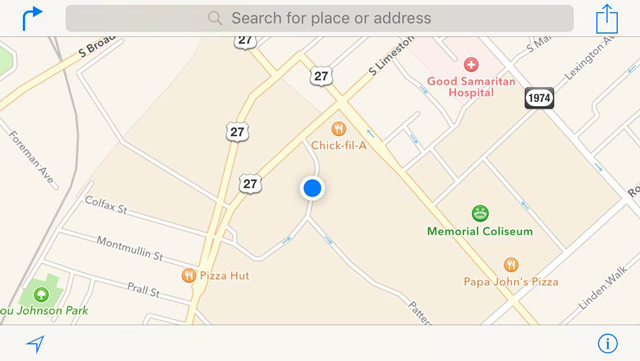 Search for place or address
S Broad
27
S Limeston
S Ma
Lexington Av
Good Samaritan
Hospital
27
1974
27
Chick-fil-A
Foreman Ave
27
Ro
Colfax St
Memorial Coliseum
Montmullin St
Pizza Hut
Papa John's Pizza
Prall St
Linden Walk
ou Johnson Park
Patter